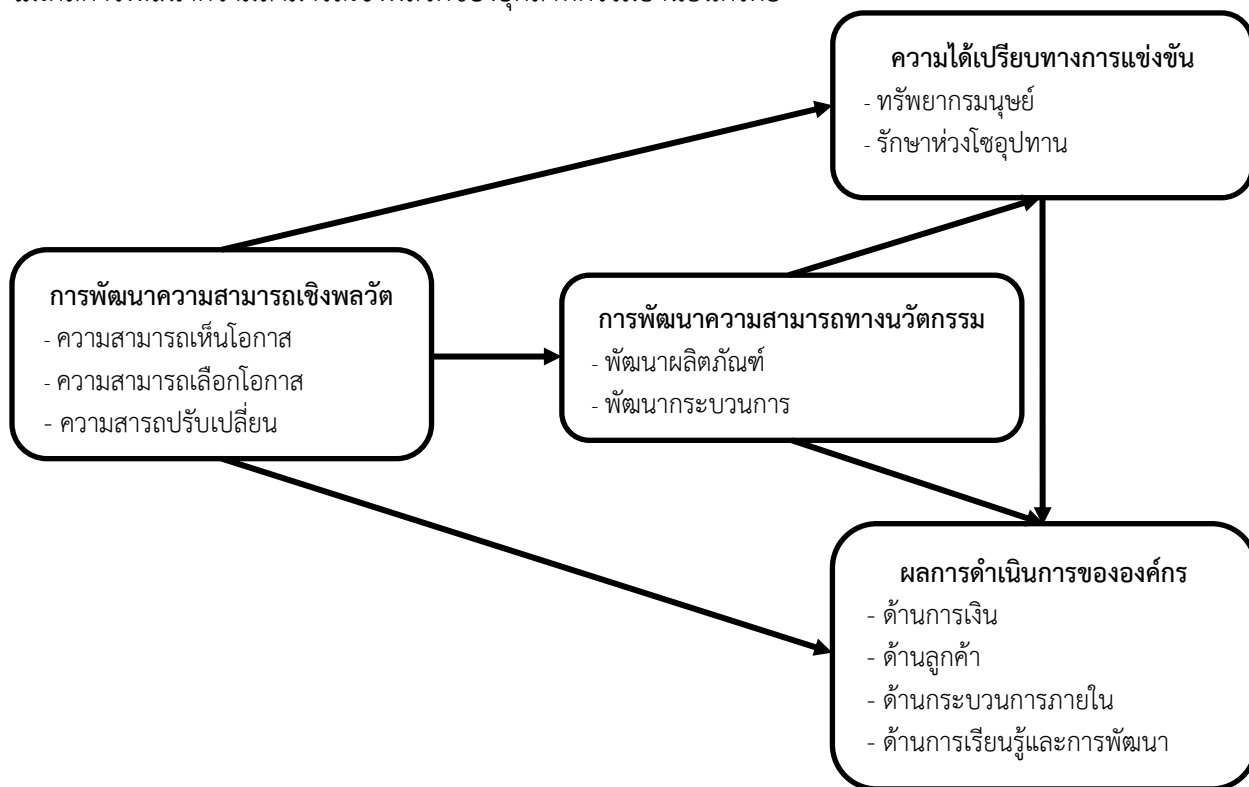 ความได้เปรียบทางการแข่งขัน
- ทรัพยากรมนุษย์
- รักษาห่วงโซอุปทาน
การพัฒนาความสามารถเชิงพลวัต
- ความสามารถเห็นโอกาส
- ความสามารถเลือกโอกาส
- ความสารถปรับเปลี่ยน
การพัฒนาความสามารถทางนวัตกรรม
- พัฒนาผลิตภัณฑ์
- พัฒนากระบวนการ
ผลการดำเนินการขององค์กร
- ด้านการเงิน
- ด้านลูกค้า
- ด้านกระบวนการภายใน
- ด้านการเรียนรู้และการพัฒนา